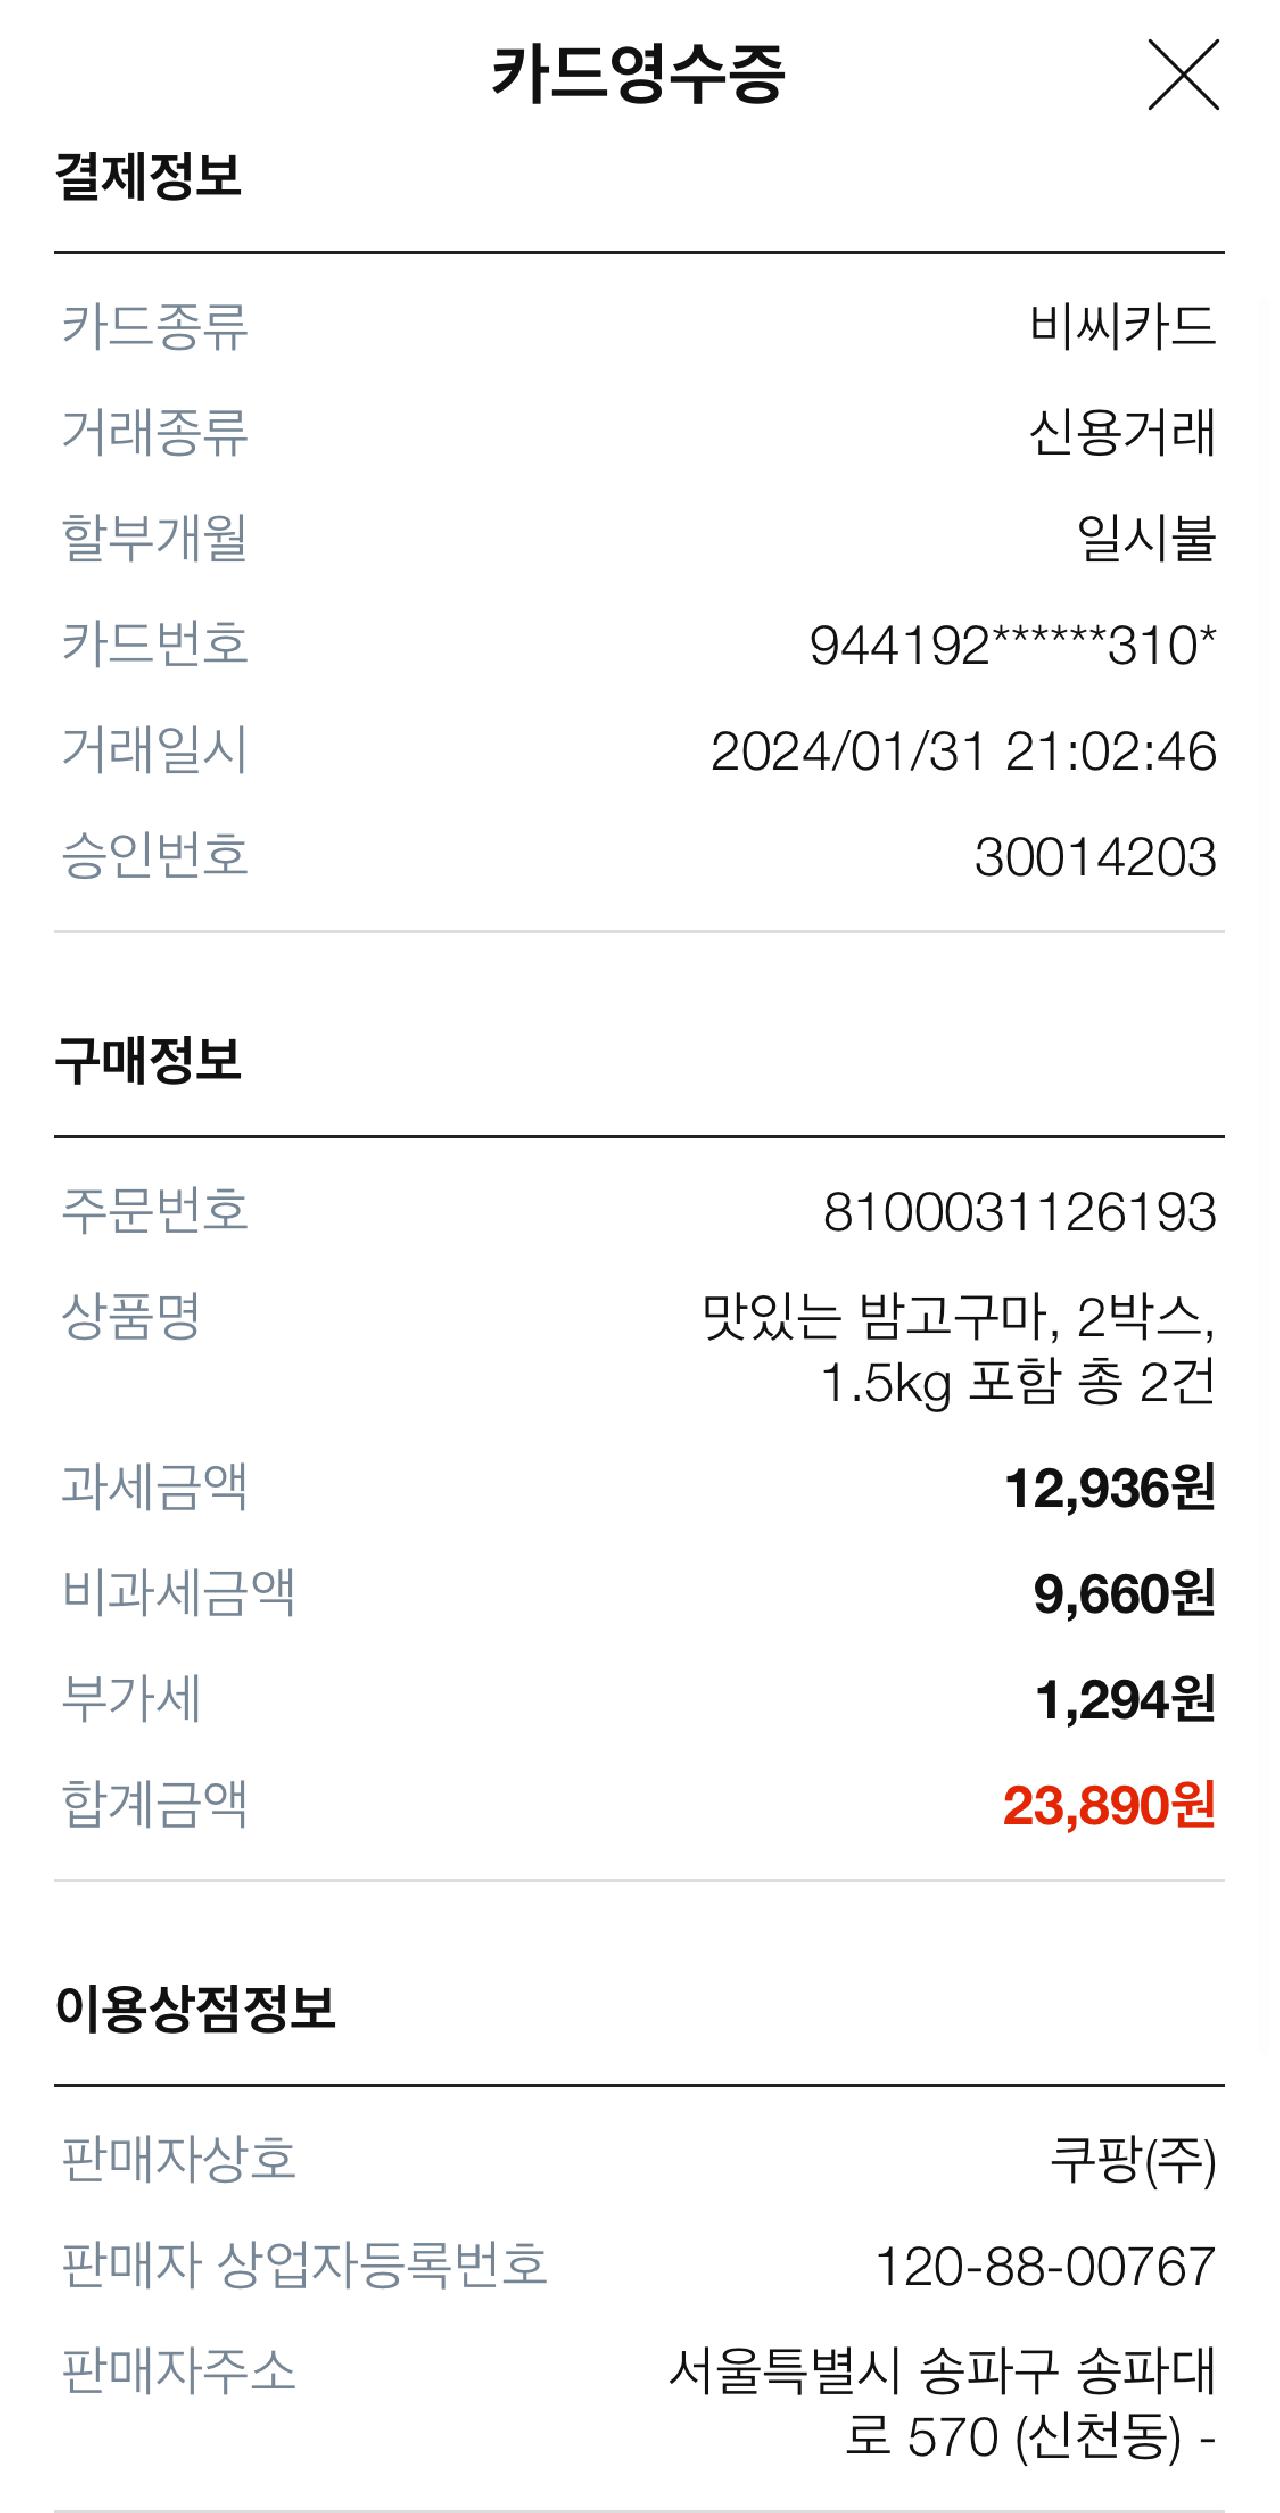 카드영수증
결제정보
카드종류 비씨카드
거래종류 신용거래
할부개월 일시불
카드번호 944192******310*
거래일시 2024/01/31 21:02:46
승인번호 30014203
구매정보
주문번호 8100031126193
상품명 맛있는 밤고구마, 2박스,
1.5kg 포함 총 2건
과세금액 12,936원
비과세금액 9,660원
부가세 1,294원
합계금액 23,890원
이용상점정보
판매자상호 쿠팡(주)
판매자 상업자등록번호 120-88-00767
판매자주소 서울특별시 송파구 송파대
로 570 (신천동) -